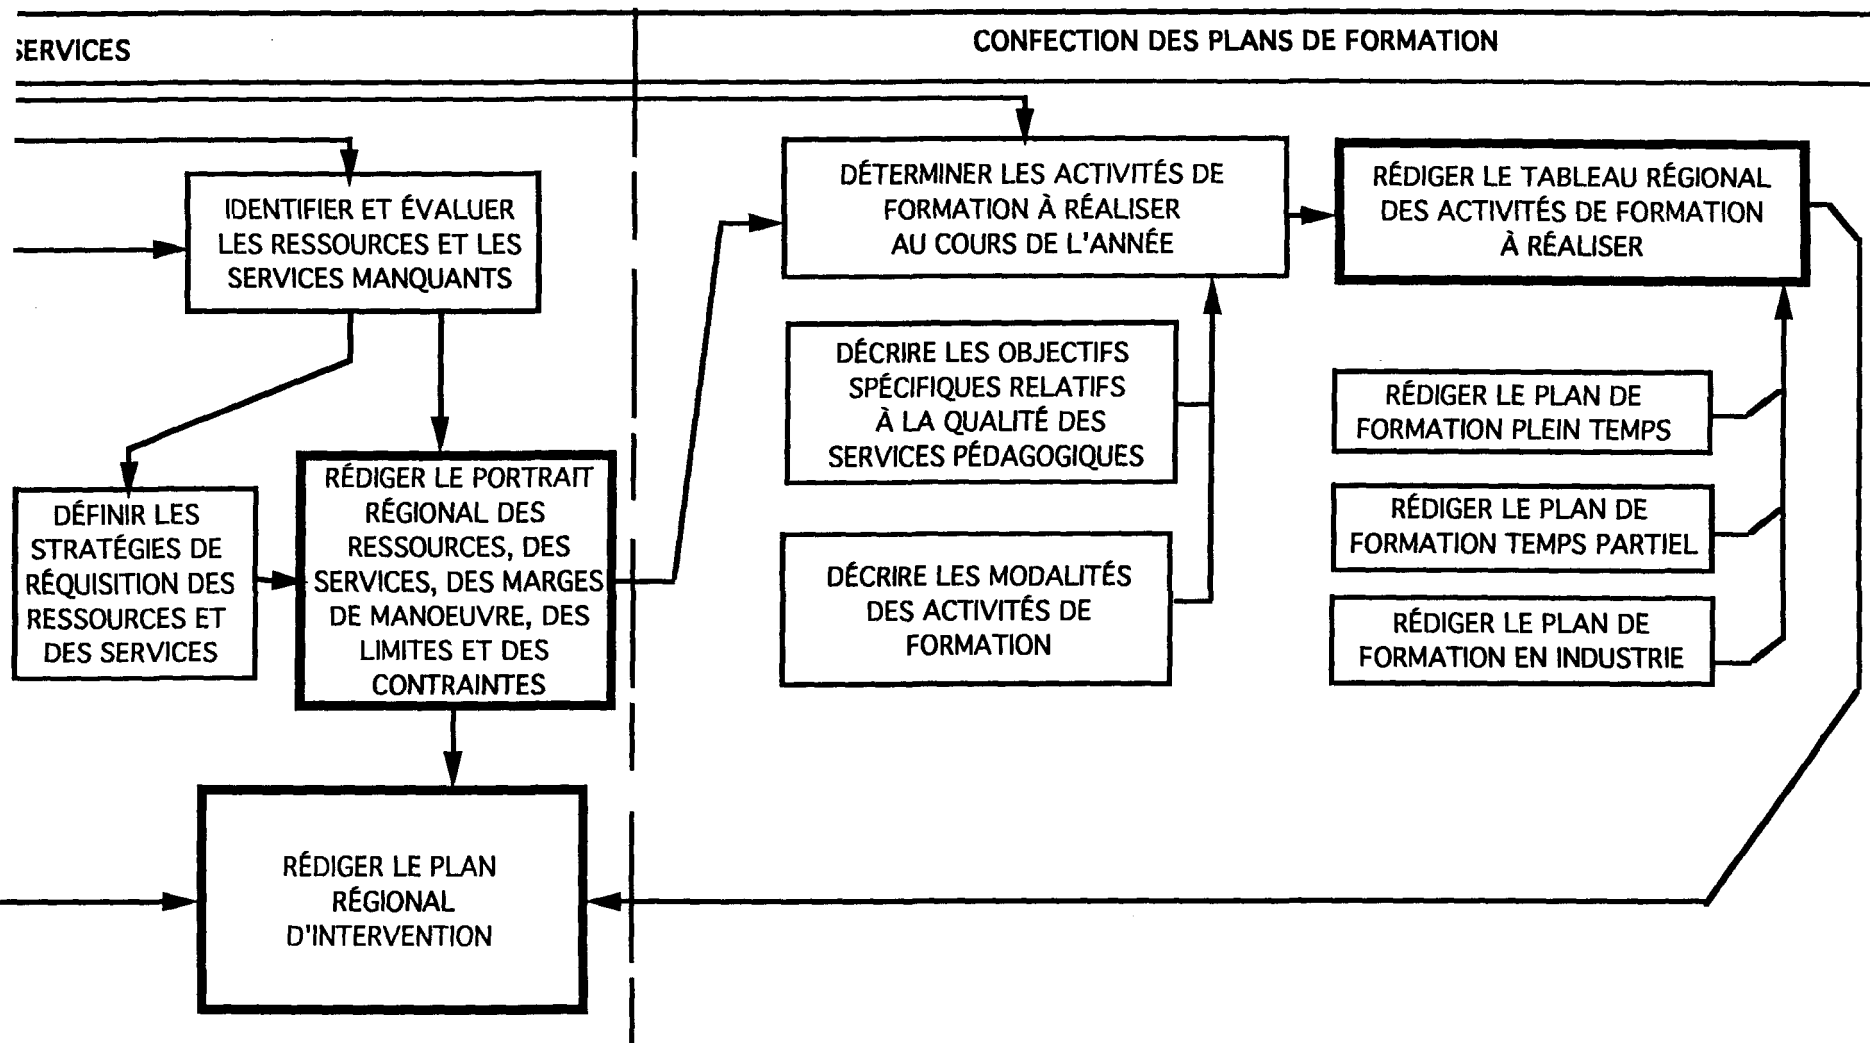 SERVICES
CONFECTION DES PLANS DE FORMATION
IDENTIFIER ET ÉVALUER
LES RESSOURCES ET LES
SERVICES MANQUANTS
DÉFINIR LES
STRATÉGIES DE
RÉQUISITION DES
RESSOURCES ET
DES SERVICES
RÉDIGER LE PORTRAIT
RÉGIONAL DES
RESSOURCES, DES
SERVICES, DES MARGES
DE MANOEUVRE, DES
LIMITES ET DES
CONTRAINTES
RÉDIGER LE PLAN
RÉGIONAL
D'INTERVENTION
DÉTERMINER LES ACTIVITÉS DE
FORMATION À RÉALISER
AU COURS DE L'ANNÉE
DÉCRIRE LES OBJECTIFS
SPÉCIFIQUES RELATIFS
À LA QUALITÉ DES
SERVICES PÉDAGOGIQUES
DÉCRIRE LES MODALITÉS
DES ACTIVITÉS DE
FORMATION
RÉDIGER LE TABLEAU RÉGIONAL
DES ACTIVITÉS DE FORMATION
À RÉALISER
RÉDIGER LE PLAN DE
FORMATION PLEIN TEMPS
RÉDIGER LE PLAN DE
FORMATION TEMPS PARTIEL
RÉDIGER LE PLAN DE
FORMATION EN INDUSTRIE